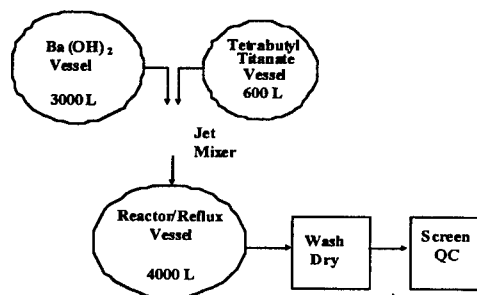 Ba (OH) 2
Vessel
3000 L
Tetrabutyl
Titanate
Vessel
600 L
Jet
Mixer
Reactor/Reflux
Vessel
4000 L
Wash
Dry
Screen
QC